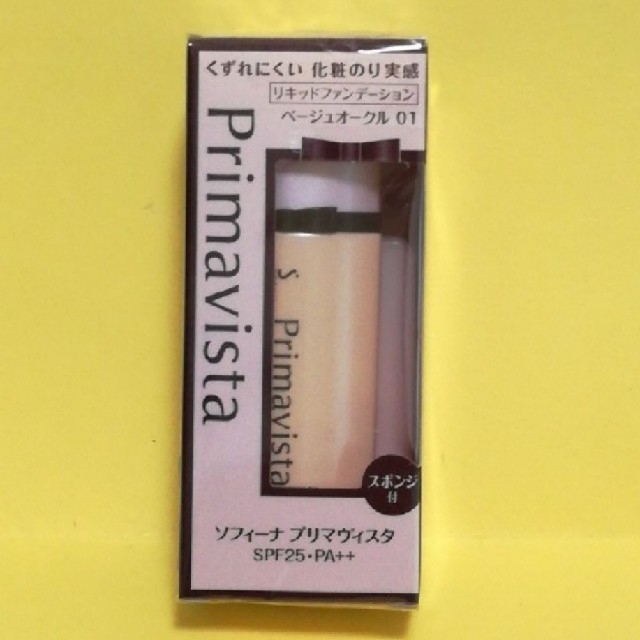 くずれにくい 化粧のり実感
リキッドファンデーション
ベージュオークル 01
Primavista
S.
Primavista
スポンジ
付
ソフィーナ プリマヴィスタ
SPF25・PA++